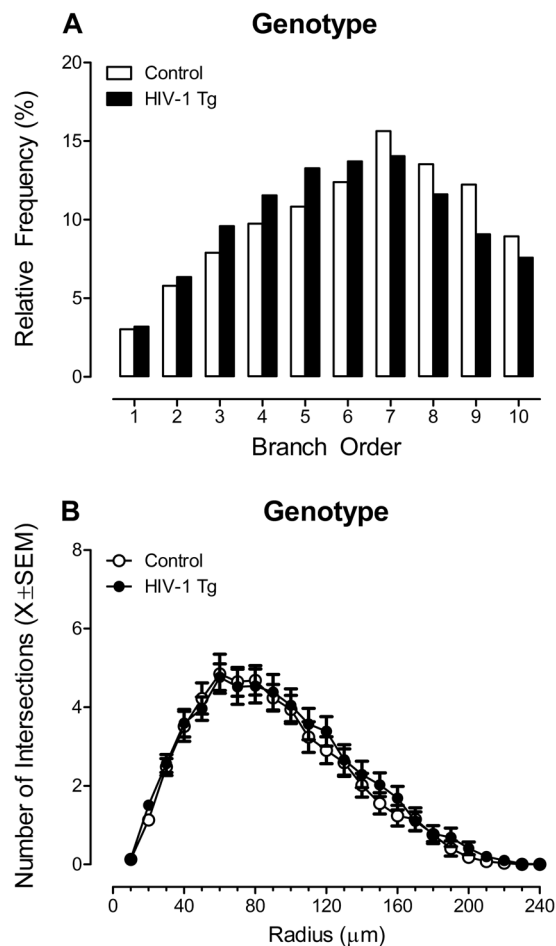 A
Genotype
Control
HIV-1 Tg
Relative Frequency (%)
20
15
10
5
0
1 2 3 4 5 6 7 8 9 10
Branch Order
B
Genotype
Control
HIV-1 Tg
Number of Intersections (X±SEM)
8
6
4
2
0
0 40 80 120 160 200 240
Radius (μm)